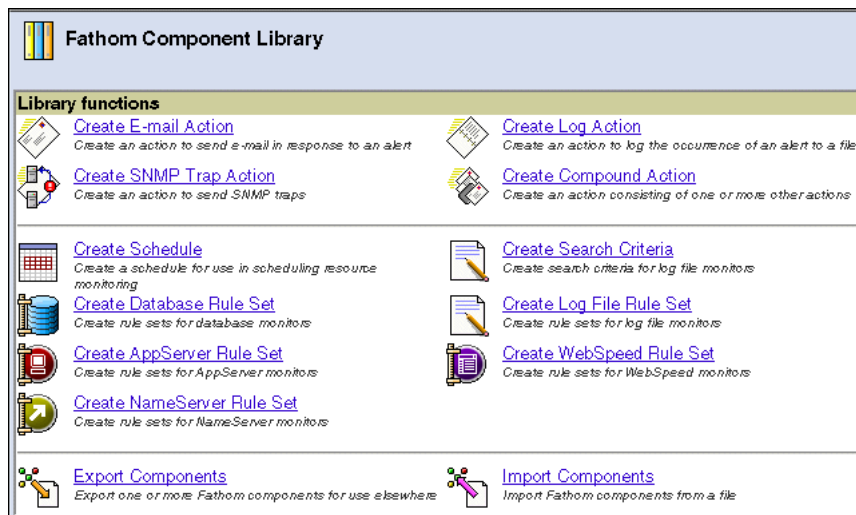 Fathom Component Library
Library functions
Create E-mail Action
Create an action to send e-mail in response to an alert
Create Log Action
Create an action to log the occurrence of an alert to a file
Create SNMP Trap Action
Create an action to send SNMP traps
Create Compound Action
Create an action consisting of one or more other actions
Create Schedule
Create a schedule for use in scheduling resource
monitoring
Create Search Criteria
Create search criteria for log file monitors
Create Database Rule Set
Create rule sets for database monitors
Create Log File Rule Set
Create rule sets for log file monitors
Create AppServer Rule Set
Create rule sets for AppServer monitors
Create WebSpeed Rule Set
Create rule sets for WebSpeed monitors
Create NameServer Rule Set
Create rule sets for NameServer monitors
Export Components
Export one or more Fathom components for use elsewhere
Import Components
Import Fathom components from a file